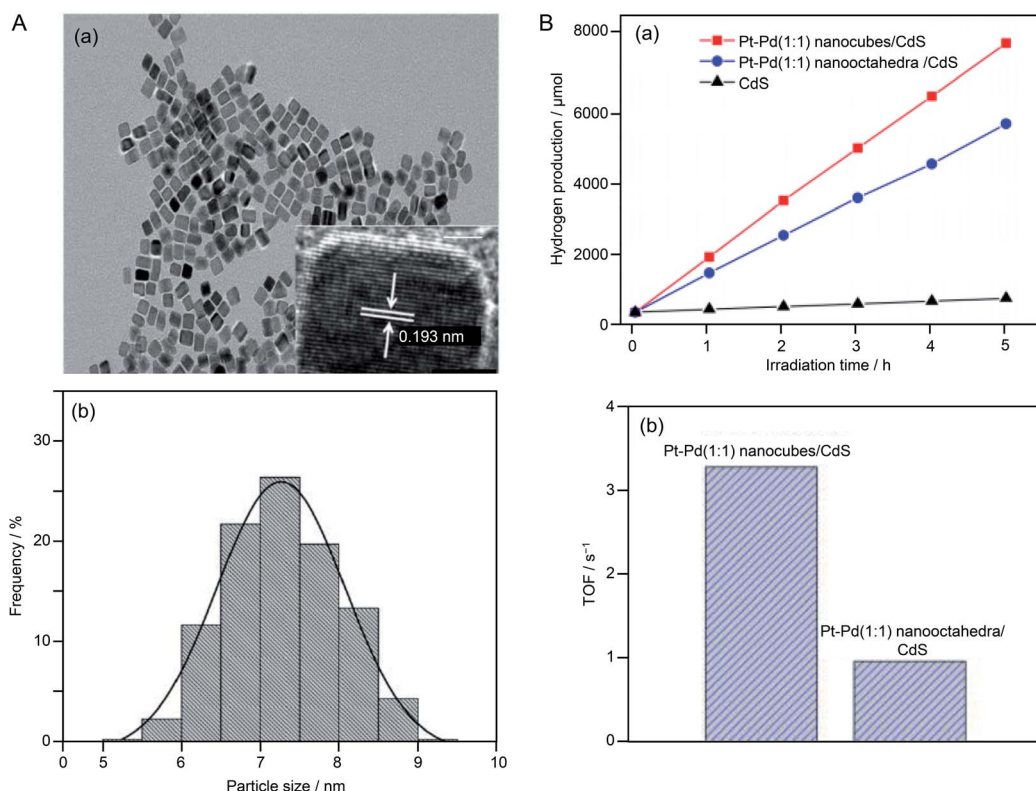 A
(a)
0.193 nm
(b)
30
20
10
0
Frequency / %
0 5 6 7 8 9 10
Particle size / nm
B
(a)
8000
6000
4000
2000
0
Hydrogen production / μmol
Pt-Pd(1:1) nanocubes/CdS
Pt-Pd(1:1) nanooctahedra /CdS
CdS
0 1 2 3 4 5
Irradiation time / h
(b)
4
3
2
1
0
TOF / s⁻¹
Pt-Pd(1:1) nanocubes/CdS
Pt-Pd(1:1) nanooctahedra/
CdS